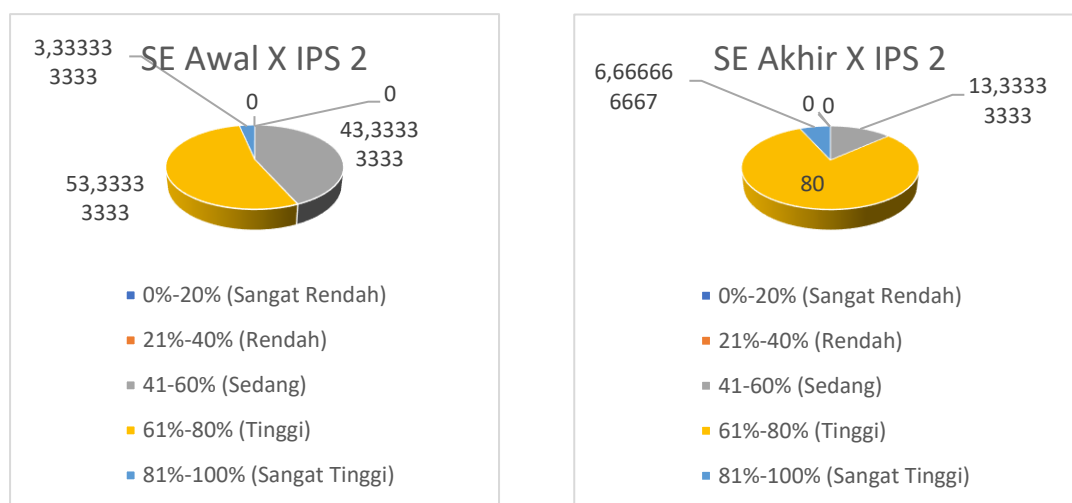 SE Awal X IPS 2
3,33333
3333
0
0
43,3333
3333
53,3333
3333
0%-20% (Sangat Rendah)
21%-40% (Rendah)
41-60% (Sedang)
61%-80% (Tinggi)
81%-100% (Sangat Tinggi)
SE Akhir X IPS 2
6,66666
6667
0
0
13,3333
3333
80
0%-20% (Sangat Rendah)
21%-40% (Rendah)
41-60% (Sedang)
61%-80% (Tinggi)
81%-100% (Sangat Tinggi)